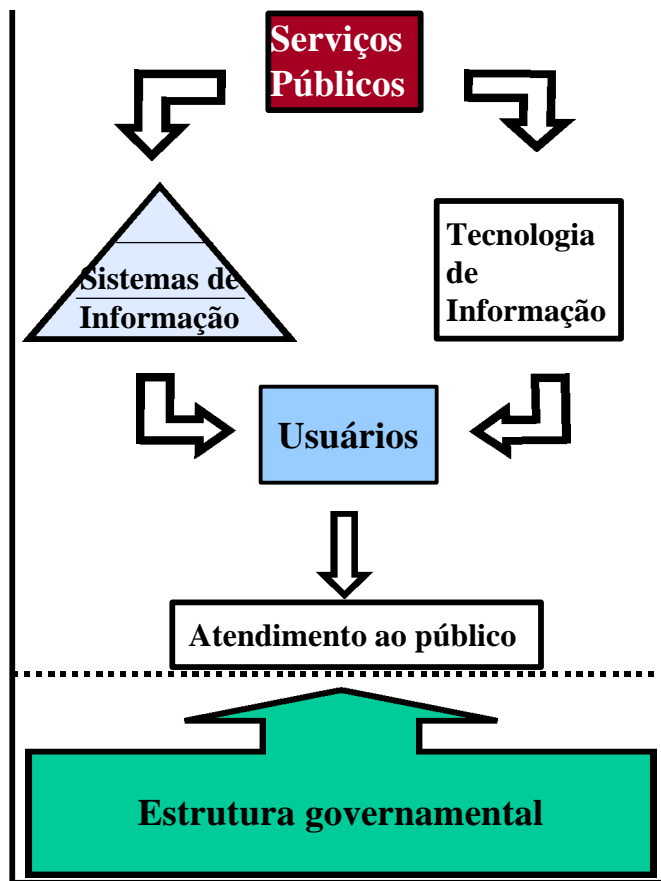 Serviços
Públicos
Sistemas de
Informação
Tecnologia
de
Informação
Usuários
Atendimento ao público
Estrutura governamental